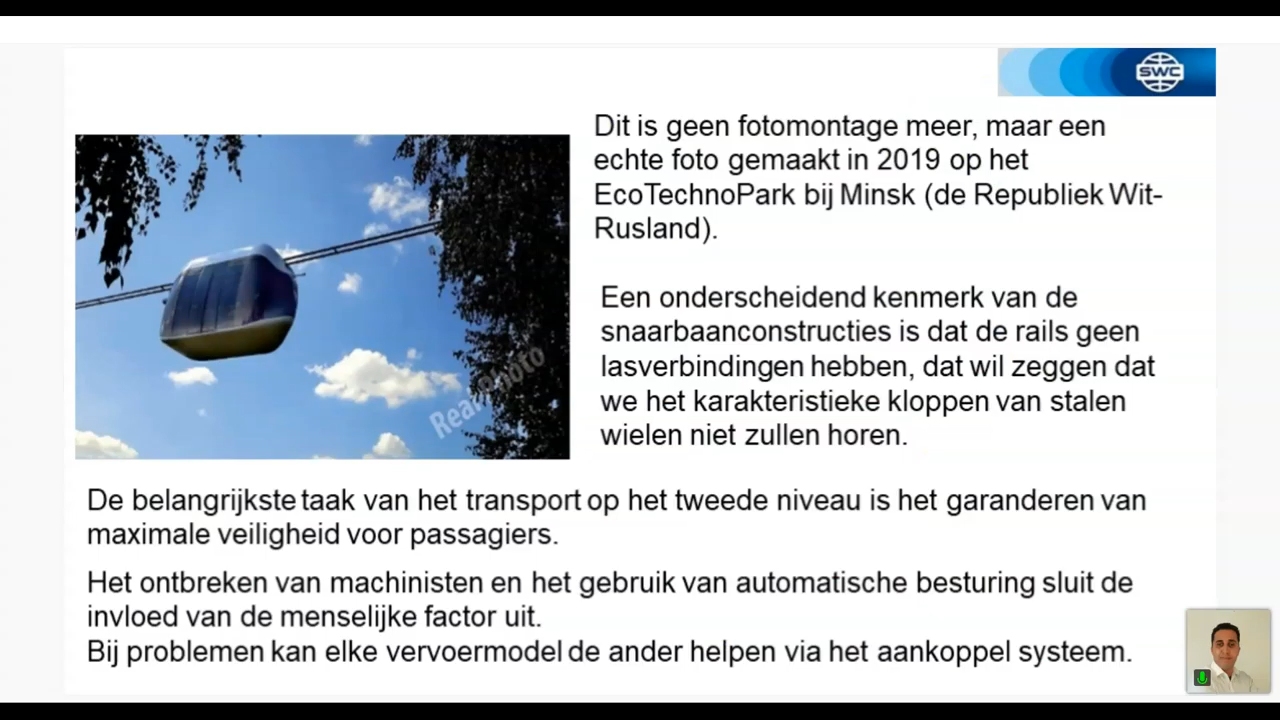 SWC
Dit is geen fotomontage meer, maar een
echte foto gemaakt in 2019 op het
EcoTechnoPark bij Minsk (de Republiek Wit-
Rusland).
Een onderscheidend kenmerk van de
snaarbaanconstructies is dat de rails geen
lasverbindingen hebben, dat wil zeggen dat
we het karakteristieke kloppen van stalen
wielen niet zullen horen.
Real Photo
De belangrijkste taak van het transport op het tweede niveau is het garanderen van
maximale veiligheid voor passagiers.
Het ontbreken van machinisten en het gebruik van automatische besturing sluit de
invloed van de menselijke factor uit.
Bij problemen kan elke vervoermodel de ander helpen via het aankoppel systeem.